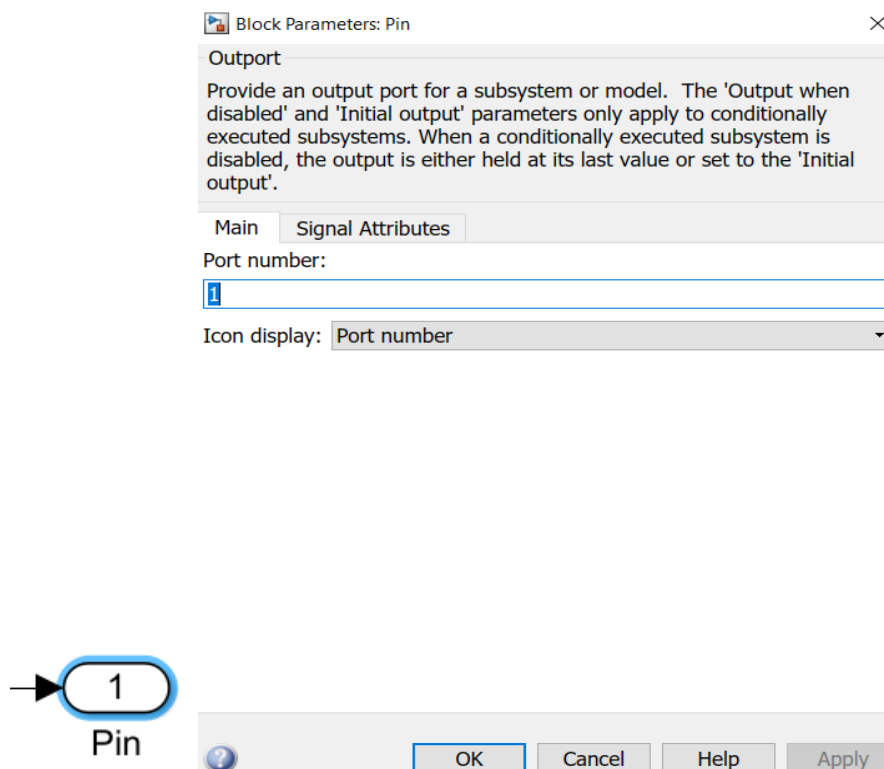 Block Parameters: Pin
Outport
Provide an output port for a subsystem or model. The 'Output when
disabled' and 'Initial output' parameters only apply to conditionally
executed subsystems. When a conditionally executed subsystem is
disabled, the output is either held at its last value or set to the 'Initial
output'.
Main Signal Attributes
Port number:
1
Icon display: Port number
1
Pin
? OK Cancel Help Apply